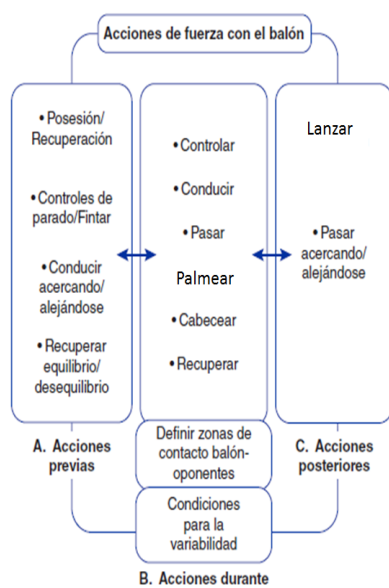 Acciones de fuerza con el balón
• Posesión/
Recuperación
• Controles de
parado/Fintar
• Conducir
acercando/
alejándose
• Recuperar
equilibrio/
desequilibrio
A. Acciones
previas
• Controlar
• Conducir
• Pasar
Palmear
• Cabecear
• Recuperar
Definir zonas de
contacto balón-
oponentes
Condiciones
para la
variabilidad
B. Acciones durante
Lanzar
• Pasar
acercando/
alejándose
C. Acciones
posteriores